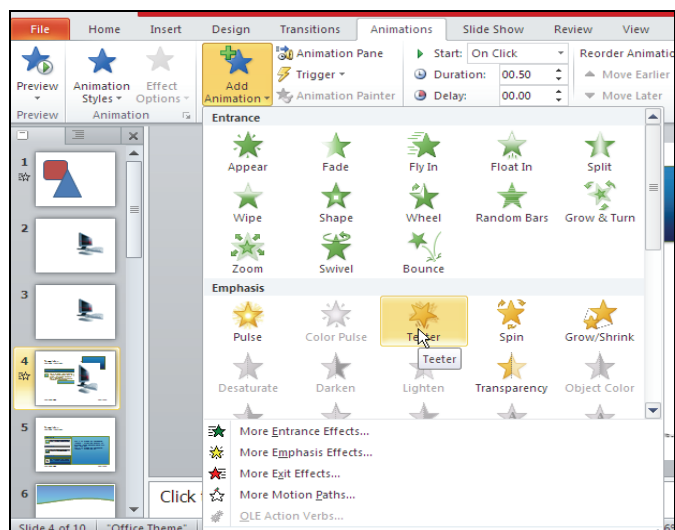 File Home Insert Design Transitions Animations Slide Show Review View
Preview
Animation Styles
Effect Options
Add Animation
Animation Pane
Trigger
Animation Painter
Start: On Click
Duration: 00.50
Delay: 00.00
Reorder Animatio
Move Earlier
Move Later
Preview Animation
Entrance
Appear Fade Fly In Float In Split
Wipe Shape Wheel Random Bars Grow & Turn
Zoom Swivel Bounce
Emphasis
Pulse Color Pulse Teeter Spin Grow/Shrink
Teeter
Desaturate Darken Lighten Transparency Object Color
More Entrance Effects...
More Emphasis Effects...
More Exit Effects...
More Motion Paths...
OLE Action Verbs...
1
2
3
4
5
6
Click
Slide 4 of 10 "Office Theme"